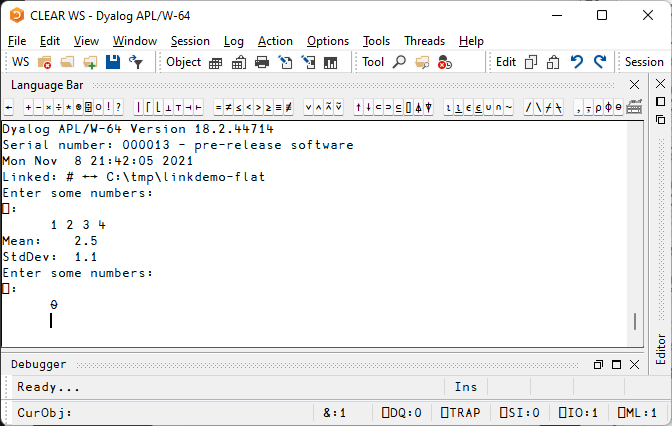 CLEAR WS - Dyalog APL/W-64
File Edit View Window Session Log Action Options Tools Threads Help
WS Object Tool Edit Session
Language Bar
← + - × ÷ * ⍟ ⌹ ○ ! ? | ⌈ ⌊ ⊥ ⊤ ⊣ ⊢ = ≠ ≤ < > ≥ ≡ ≢ ∨ ∧ ⍲ ⍱ ↑ ↓ ⊂ ⊃ ⊆ ⌷ ⍋ ⍒ ⍳ ⍸ ∊ ⍷ ∪ ∩ ~ / \ ⌿ ⍀ , ⍪ ⍴ ⌽ ⊖
Dyalog APL/W-64 Version 18.2.44714
Serial number: 000013 - pre-release software
Mon Nov  8 21:42:05 2021
Linked: # ←→ C:\tmp\linkdemo-flat
Enter some numbers:
⎕:
1 2 3 4
Mean:    2.5
StdDev:  1.1
Enter some numbers:
⎕:
⍬
Editor
Debugger
Ready... Ins
CurObj: &:1 ⎕DQ:0 ⎕TRAP ⎕SI:0 ⎕IO:1 ⎕ML:1